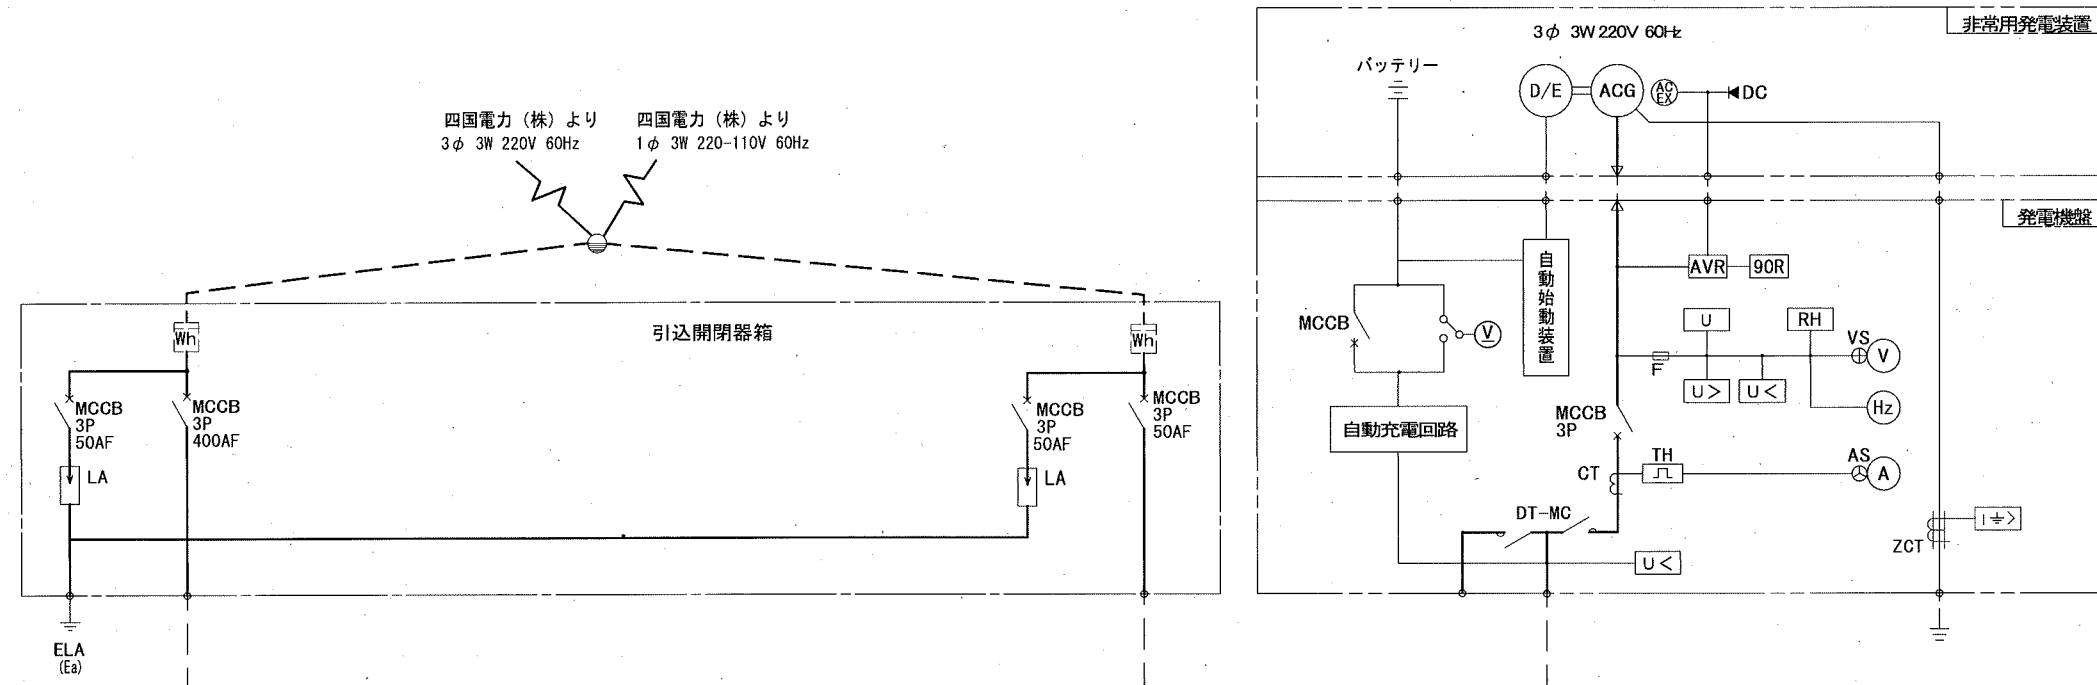 四国電力（株）より
3φ 3W 220V 60Hz
四国電力（株）より
1φ 3W 220-110V 60Hz
引込開閉器箱
Wh
MCCB
3P
50AF
MCCB
3P
400AF
LA
ELA
(Ea)
Wh
MCCB
3P
50AF
MCCB
3P
50AF
LA
非常用発電装置
3φ 3W 220V 60Hz
バッテリー
D/E
ACG
AC
EX
DC
発電機盤
自動始動装置
AVR
90R
MCCB
V
U
RH
VS
V
F
U>
U<
Hz
MCCB
3P
自動充電回路
CT
TH
AS
A
DT-MC
U<
ZCT
I⏚>